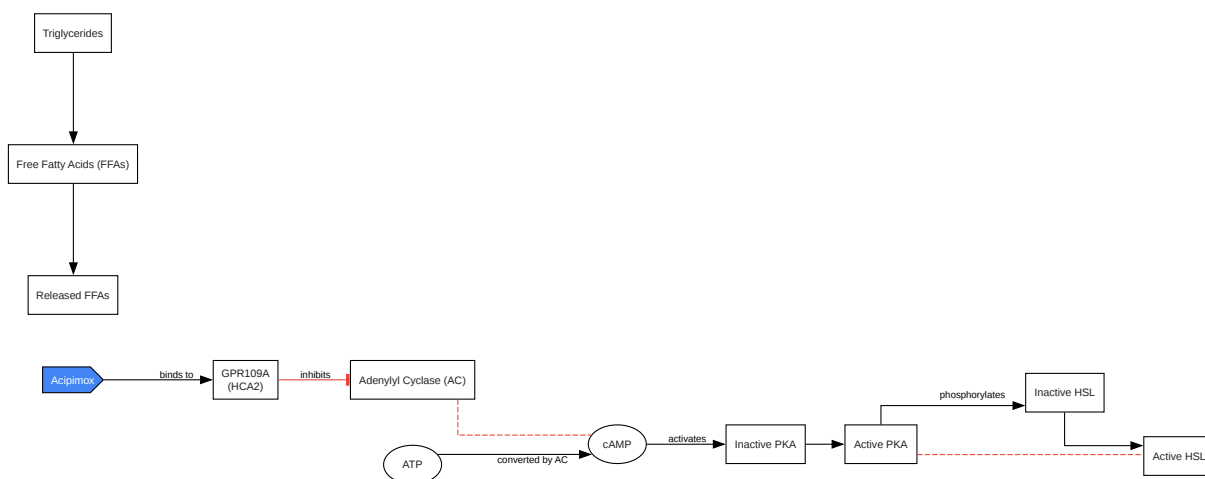 Triglycerides
Free Fatty Acids (FFAs)
Released FFAs
Acipimox
binds to
GPR109A
(HCA2)
inhibits
Adenylyl Cyclase (AC)
ATP
converted by AC
cAMP
activates
Inactive PKA
Active PKA
phosphorylates
Inactive HSL
Active HSL